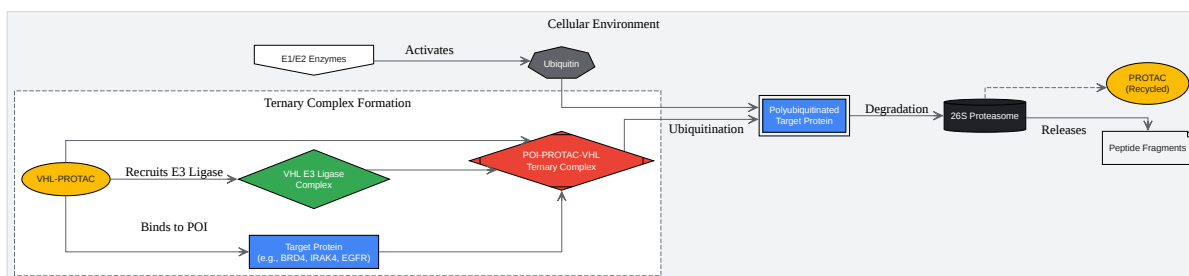 Cellular Environment
E1/E2 Enzymes
Activates
Ubiquitin
Ternary Complex Formation
VHL-PROTAC
Recruits E3 Ligase
VHL E3 Ligase
Complex
POI-PROTAC-VHL
Ternary Complex
Binds to POI
Target Protein
(e.g., BRD4, IRAK4, EGFR)
Ubiquitination
Polyubiquitinated
Target Protein
Degradation
26S Proteasome
PROTAC
(Recycled)
Releases
Peptide Fragments